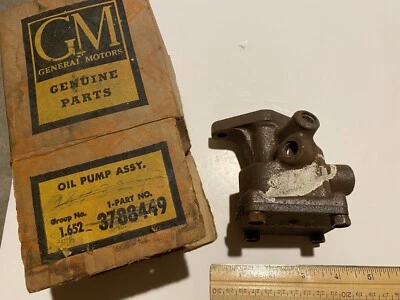 GM
GENERAL MOTORS
GENUINE
PARTS
OIL PUMP ASSY.
Group No. 1-PART NO.
1.652 3788449